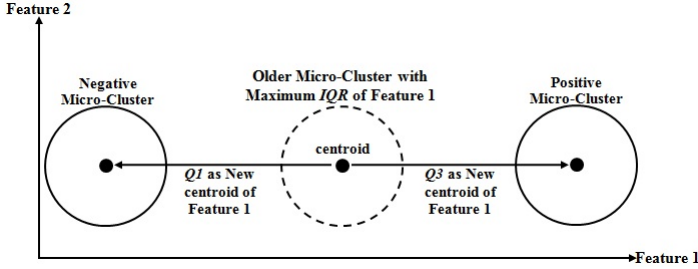 Feature 2
Negative
Micro-Cluster
Older Micro-Cluster with
Maximum IQR of Feature 1
Positive
Micro-Cluster
centroid
Q1 as New
centroid of
Feature 1
Q3 as New
centroid of
Feature 1
Feature 1